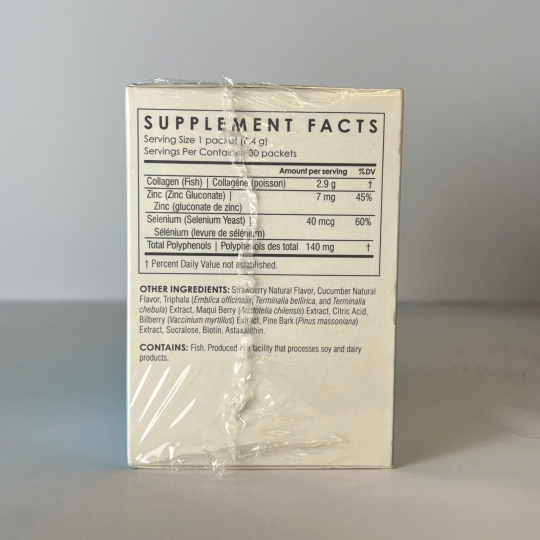 SUPPLEMENT FACTS
Serving Size 1 packet (6.4 g)
Servings Per Container 30 packets
Amount per serving %DV
Collagen (Fish) | Collagène (poisson) 2.9 g †
Zinc (Zinc Gluconate) | 7 mg 45%
Zinc (gluconate de zinc)
Selenium (Selenium Yeast) | 40 mcg 60%
Sélénium (levure de sélénium)
Total Polyphenols | Polyphenols des total 140 mg †
† Percent Daily Value not established.
OTHER INGREDIENTS: Strawberry Natural Flavor, Cucumber Natural
Flavor, Triphala (Emblica officinalis, Terminalia bellirica, and Terminalia
chebula) Extract, Maqui Berry (Aristotelia chilensis) Extract, Citric Acid,
Bilberry (Vaccinium myrtillus) Extract, Pine Bark (Pinus massoniana)
Extract, Sucralose, Biotin, Astaxanthin.
CONTAINS: Fish. Produced in a facility that processes soy and dairy
products.